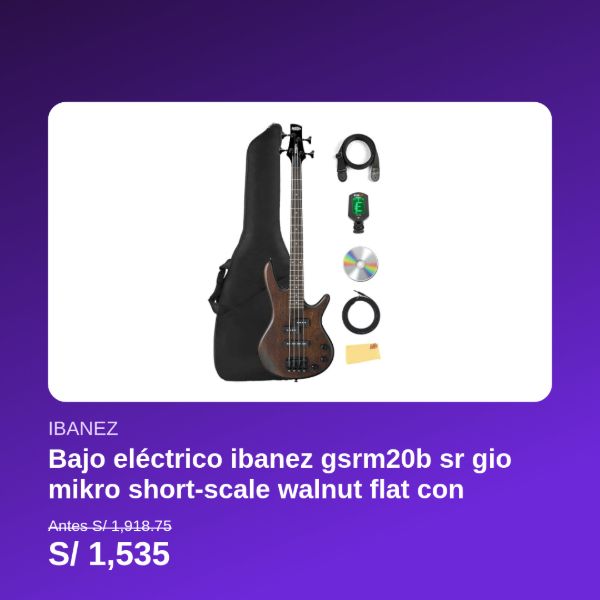 IBANEZ
Bajo eléctrico ibanez gsrm20b sr gio
mikro short-scale walnut flat con
Antes S/ 1,918.75
S/ 1,535